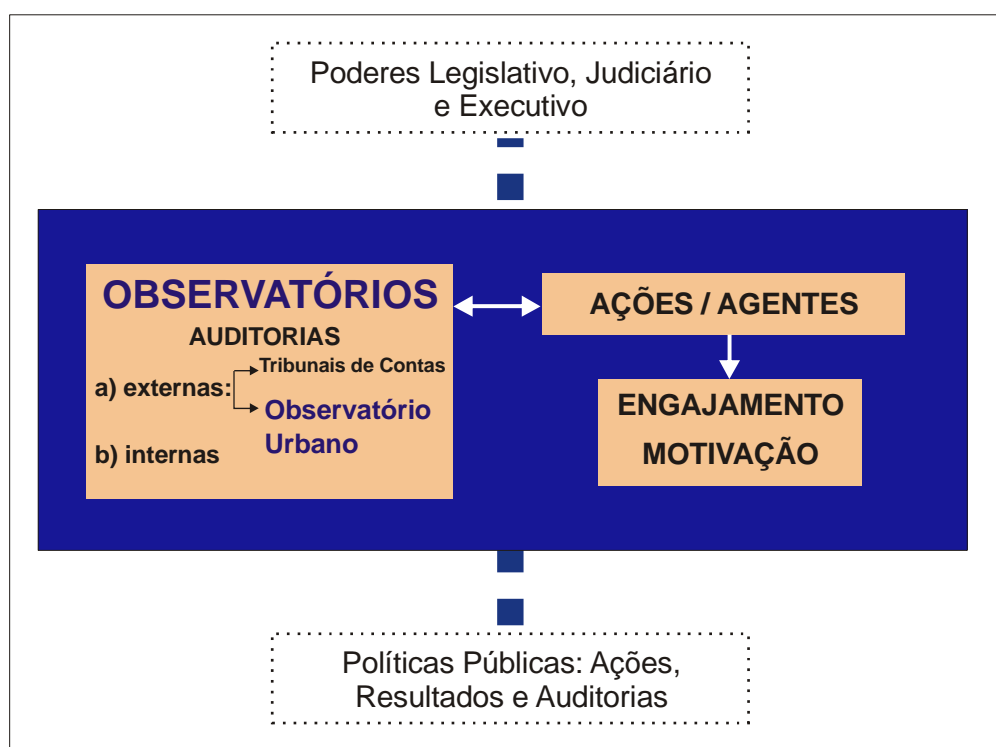 Poderes Legislativo, Judiciário
e Executivo
OBSERVATÓRIOS
AUDITORIAS
a) externas:
Tribunais de Contas
Observatório
Urbano
b) internas
AÇÕES / AGENTES
ENGAJAMENTO
MOTIVAÇÃO
Políticas Públicas: Ações,
Resultados e Auditorias